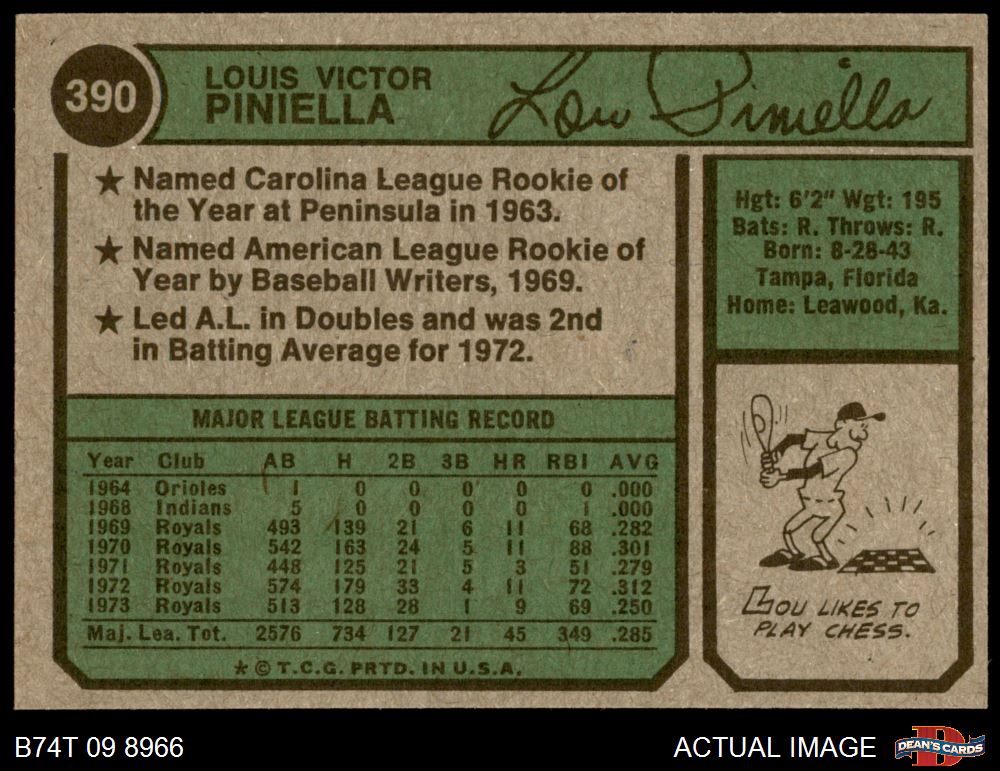 390
LOUIS VICTOR
PINIELLA
Lou Piniella
★ Named Carolina League Rookie of
the Year at Peninsula in 1963.
★ Named American League Rookie of
Year by Baseball Writers, 1969.
★ Led A.L. in Doubles and was 2nd
in Batting Average for 1972.
Hgt: 6'2" Wgt: 195
Bats: R. Throws: R.
Born: 8-28-43
Tampa, Florida
Home: Leawood, Ka.
MAJOR LEAGUE BATTING RECORD
Year Club AB H 2B 3B HR RBI AVG
1964 Orioles 1 0 0 0 0 0 .000
1968 Indians 5 0 0 0 0 1 .000
1969 Royals 493 139 21 6 11 68 .282
1970 Royals 542 163 24 5 11 88 .301
1971 Royals 448 125 21 5 3 51 .279
1972 Royals 574 179 33 4 11 72 .312
1973 Royals 513 128 28 1 9 69 .250
Maj. Lea. Tot. 2576 734 127 21 45 349 .285
★ © T.C.G. PRTD. IN U.S.A.
LOU LIKES TO
PLAY CHESS.
B74T 09 8966
ACTUAL IMAGE
D
DEAN'S CARDS